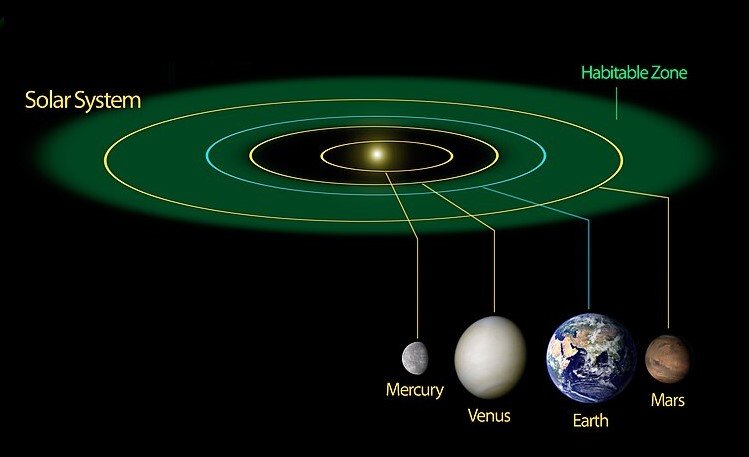 Habitable Zone
Solar System
Mercury
Venus
Earth
Mars